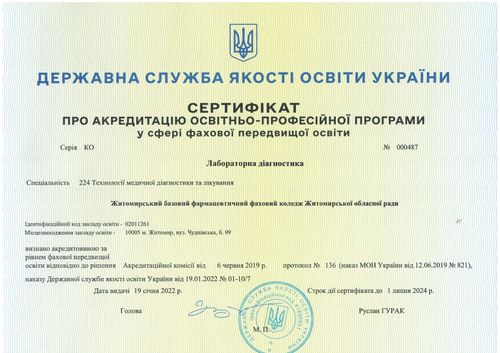 ДЕРЖАВНА СЛУЖБА ЯКОСТІ ОСВІТИ УКРАЇНИ
СЕРТИФІКАТ
ПРО АКРЕДИТАЦІЮ ОСВІТНЬО-ПРОФЕСІЙНОЇ ПРОГРАМИ
у сфері фахової передвищої освіти
Серія КО № 000487
Лабораторна діагностика
Спеціальність 224 Технології медичної діагностики та лікування
Житомирський базовий фармацевтичний фаховий коледж Житомирської обласної ради
Ідентифікаційний код закладу освіти - 02011261
Місцезнаходження закладу освіти - 10005 м. Житомир, вул. Чуднівська, б. 99
визнано акредитованою за
рівнем фахової передвищої
освіти відповідно до рішення Акредитаційної комісії від 6 червня 2019 р. протокол № 136 (наказ МОН України від 12.06.2019 № 821),
наказу Державної служби якості освіти України від 19.01.2022 № 01-10/7
Дата видачі 19 січня 2022 р. Строк дії сертифіката до 1 липня 2024 р.
Голова Руслан ГУРАК
М. П.